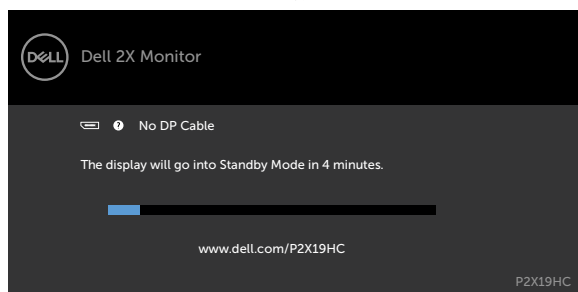 DELL
Dell 2X Monitor
? No DP Cable
The display will go into Standby Mode in 4 minutes.
www.dell.com/P2X19HC
P2X19HC